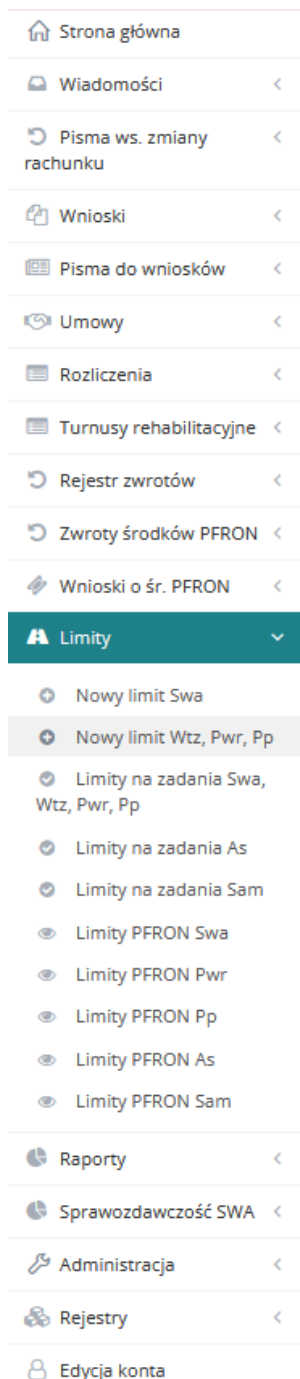 Strona główna
Wiadomości
Pisma ws. zmiany
rachunku
Wnioski
Pisma do wniosków
Umowy
Rozliczenia
Turnusy rehabilitacyjne
Rejestr zwrotów
Zwroty środków PFRON
Wnioski o śr. PFRON
Limity
Nowy limit Swa
Nowy limit Wtz, Pwr, Pp
Limity na zadania Swa,
Wtz, Pwr, Pp
Limity na zadania As
Limity na zadania Sam
Limity PFRON Swa
Limity PFRON Pwr
Limity PFRON Pp
Limity PFRON As
Limity PFRON Sam
Raporty
Sprawozdawczość SWA
Administracja
Rejestry
Edycja konta